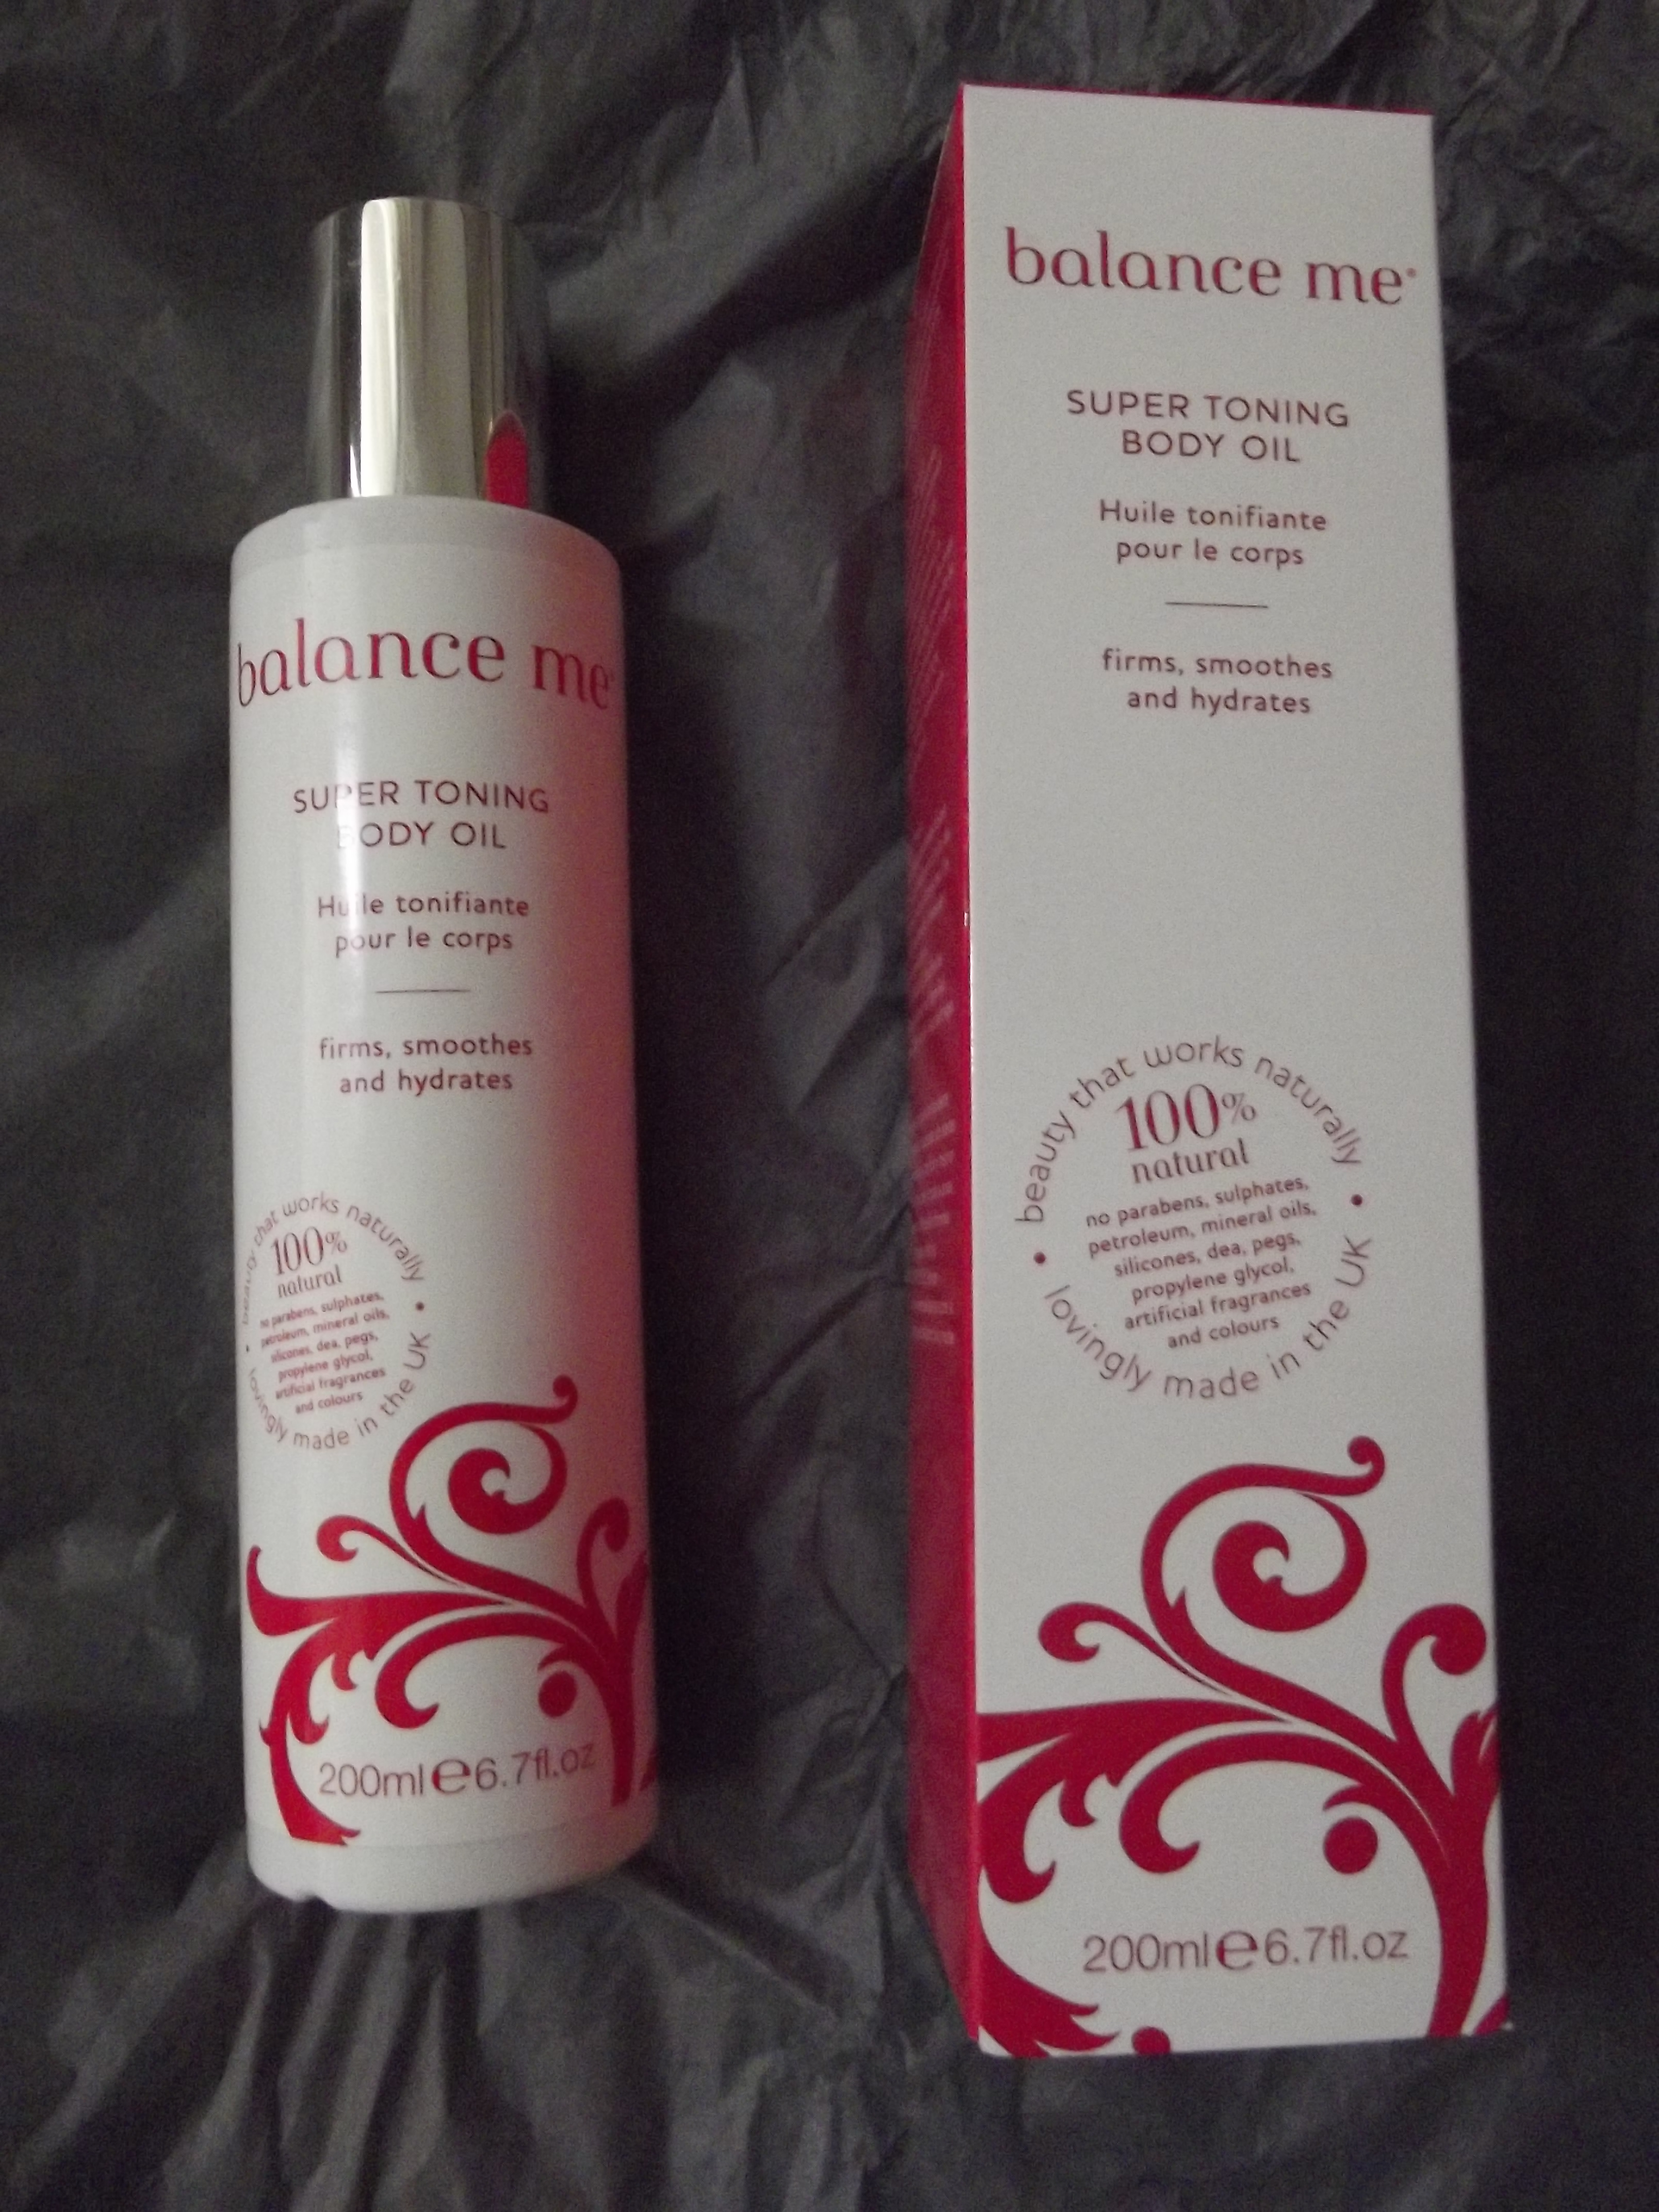 balance me
SUPER TONING
BODY OIL
Huile tonifiante
pour le corps
firms, smoothes
and hydrates
beauty that works naturally
100%
natural
no parabens, sulphates,
petroleum, mineral oils,
silicones, dea, pegs,
propylene glycol,
artificial fragrances
and colours
lovingly made in the UK
200ml e 6.7fl.oz
balance me
SUPER TONING
BODY OIL
Huile tonifiante
pour le corps
firms, smoothes
and hydrates
beauty that works naturally
100%
natural
no parabens, sulphates,
petroleum, mineral oils,
silicones, dea, pegs,
propylene glycol,
artificial fragrances
and colours
lovingly made in the UK
200ml e 6.7fl.oz